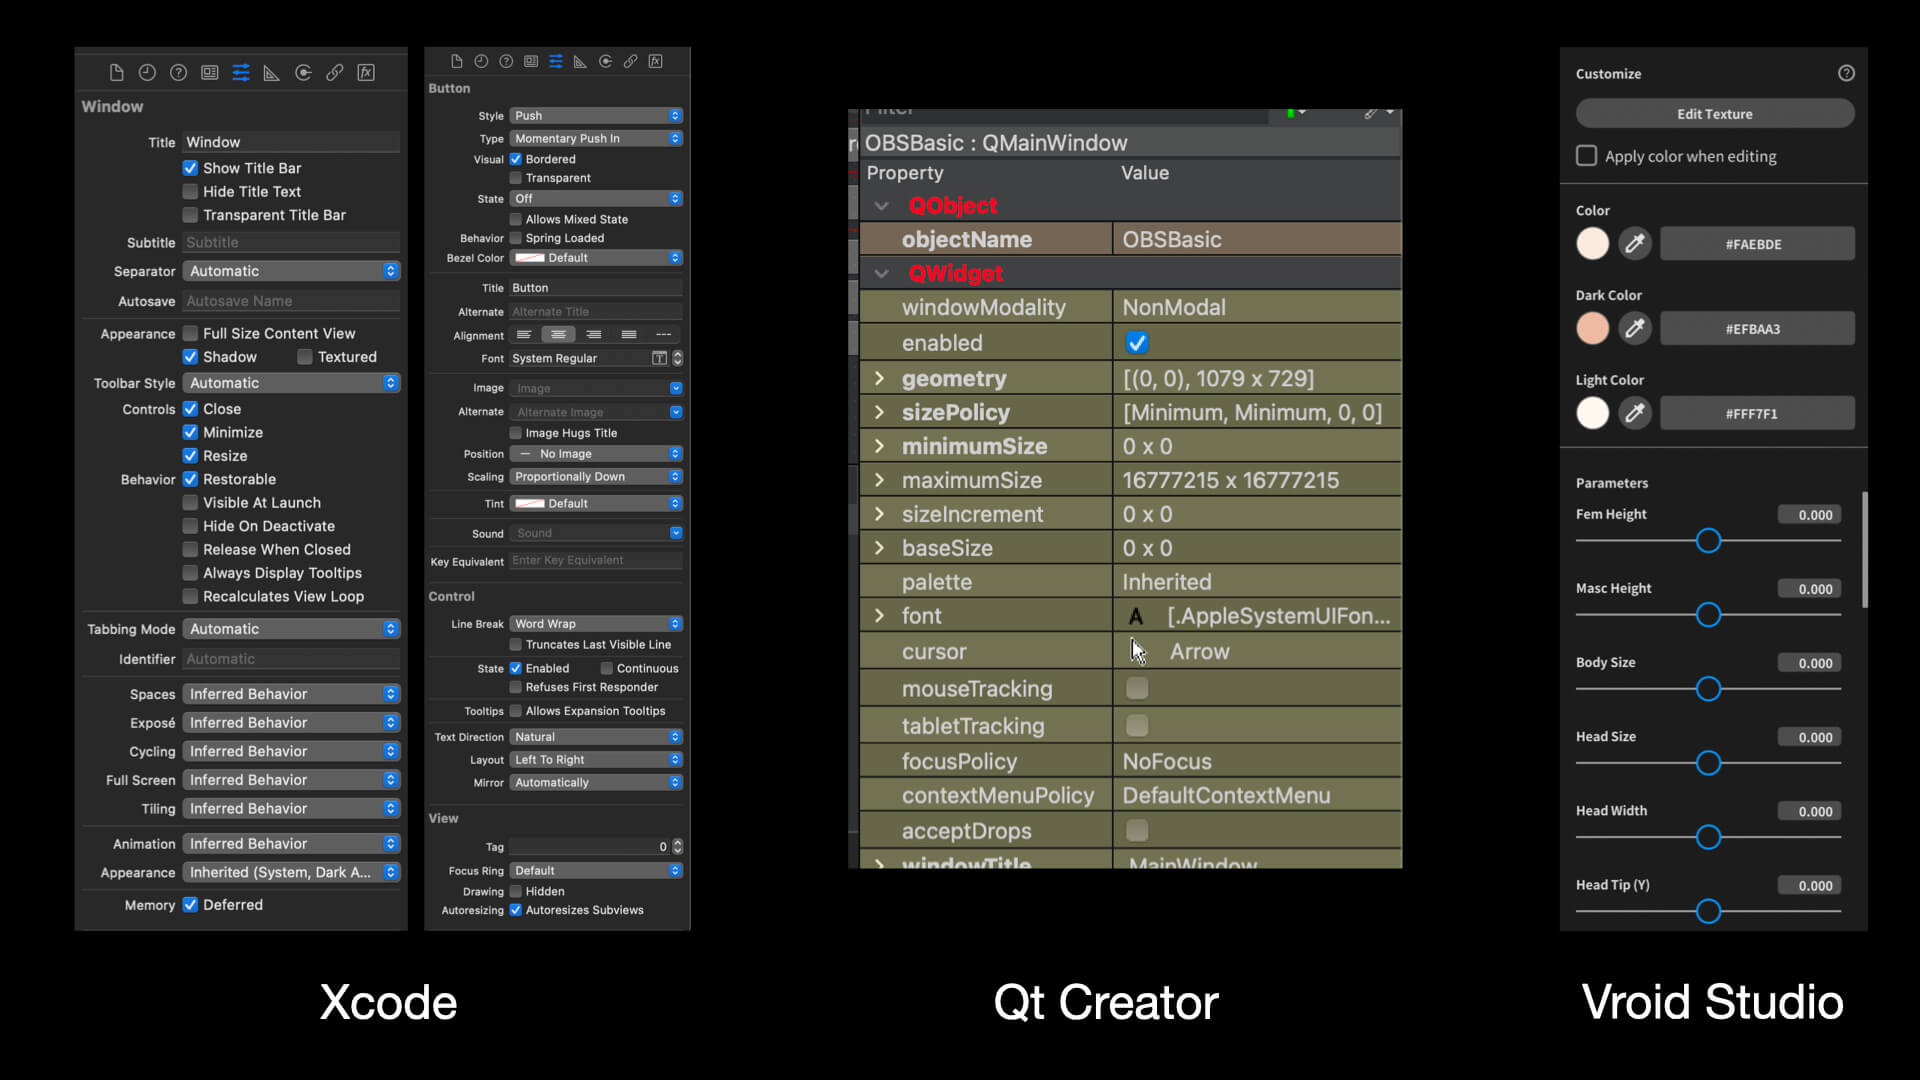 Window
Title Window
Show Title Bar
Hide Title Text
Transparent Title Bar
Subtitle Subtitle
Separator Automatic
Autosave Autosave Name
Appearance Full Size Content View
Shadow Textured
Toolbar Style Automatic
Controls Close
Minimize
Resize
Behavior Restorable
Visible At Launch
Hide On Deactivate
Release When Closed
Always Display Tooltips
Recalculates View Loop
Tabbing Mode Automatic
Identifier Automatic
Spaces Inferred Behavior
Exposé Inferred Behavior
Cycling Inferred Behavior
Full Screen Inferred Behavior
Tiling Inferred Behavior
Animation Inferred Behavior
Appearance Inherited (System, Dark A...
Memory Deferred
Button
Style Push
Type Momentary Push In
Visual Bordered
Transparent
State Off
Allows Mixed State
Behavior Spring Loaded
Bezel Color Default
Title Button
Alternate Alternate Title
Alignment
Font System Regular
Image Image
Alternate Alternate Image
Image Hugs Title
Position No Image
Scaling Proportionally Down
Tint Default
Sound Sound
Key Equivalent Enter Key Equivalent
Control
Line Break Word Wrap
Truncates Last Visible Line
State Enabled Continuous
Refuses First Responder
Tooltips Allows Expansion Tooltips
Text Direction Natural
Layout Left To Right
Mirror Automatically
View
Tag 0
Focus Ring Default
Drawing Hidden
Autoresizing Autoresizes Subviews
Xcode
Filter
OBSBasic : QMainWindow
Property Value
QObject
objectName OBSBasic
QWidget
windowModality NonModal
enabled
geometry [(0, 0), 1079 x 729]
sizePolicy [Minimum, Minimum, 0, 0]
minimumSize 0 x 0
maximumSize 16777215 x 16777215
sizeIncrement 0 x 0
baseSize 0 x 0
palette Inherited
font A [.AppleSystemUIFon...
cursor Arrow
mouseTracking
tabletTracking
focusPolicy NoFocus
contextMenuPolicy DefaultContextMenu
acceptDrops
windowTitle MainWindow
Qt Creator
Customize
Edit Texture
Apply color when editing
Color
#FAEBDE
Dark Color
#EFBAA3
Light Color
#FFF7F1
Parameters
Fem Height 0.000
Masc Height 0.000
Body Size 0.000
Head Size 0.000
Head Width 0.000
Head Tip (Y) 0.000
Vroid Studio